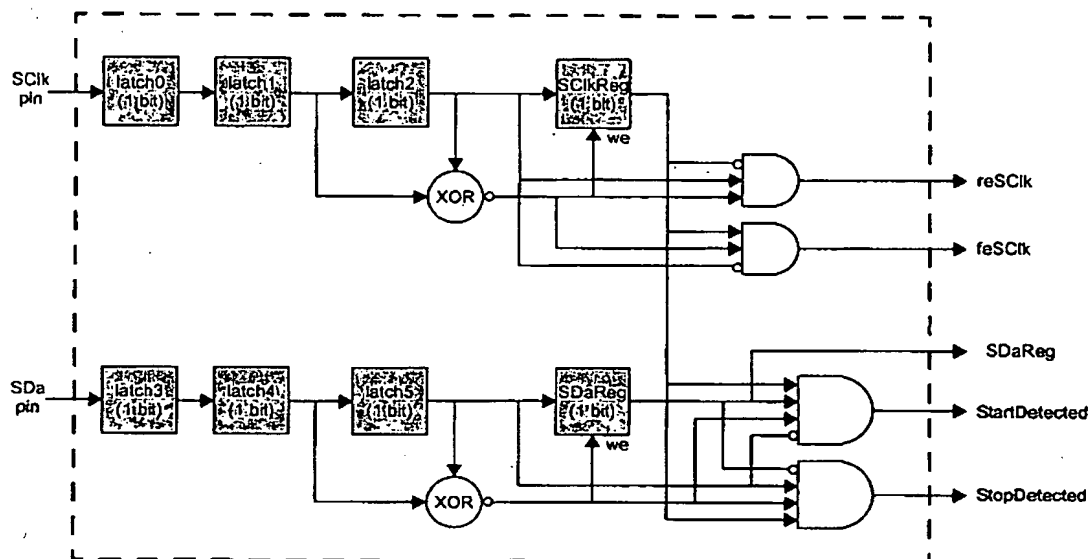 SClk
pin
latch0
(1 bit)
latch1
(1 bit)
latch2
(1 bit)
SClkReg
(1 bit)
we
XOR
reSClk
feSClk
SDa
pin
latch3
(1 bit)
latch4
(1 bit)
latch5
(1 bit)
SDaReg
(1 bit)
we
XOR
SDaReg
StartDetected
StopDetected